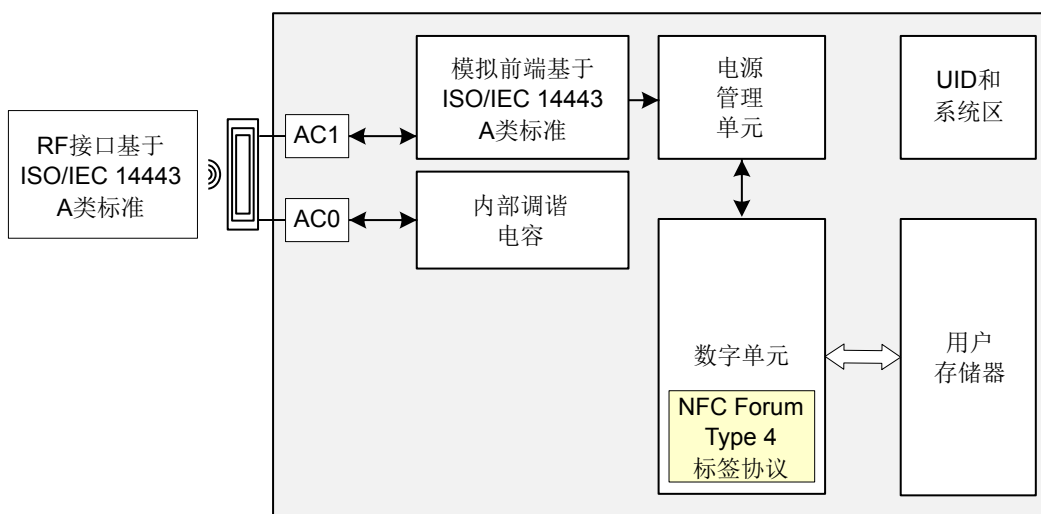 RF接口基于
ISO/IEC 14443
A类标准
AC1
AC0
模拟前端基于
ISO/IEC 14443
A类标准
内部调谐
电容
电源
管理
单元
数字单元
NFC Forum
Type 4
标签协议
UID和
系统区
用户
存储器